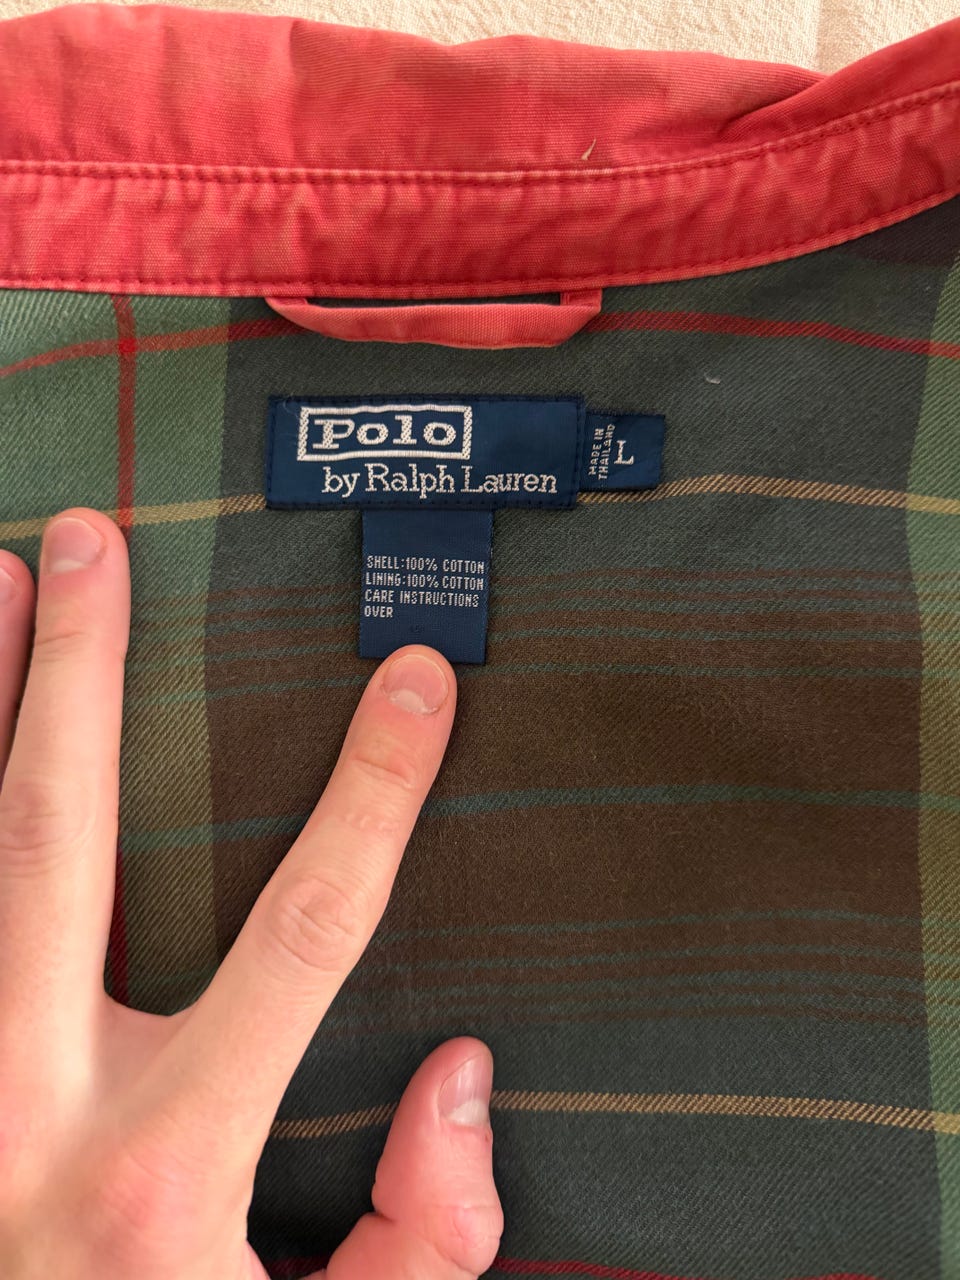 Polo
by Ralph Lauren
MADE IN
THAILAND
L
SHELL:100% COTTON
LINING:100% COTTON
CARE INSTRUCTIONS
OVER